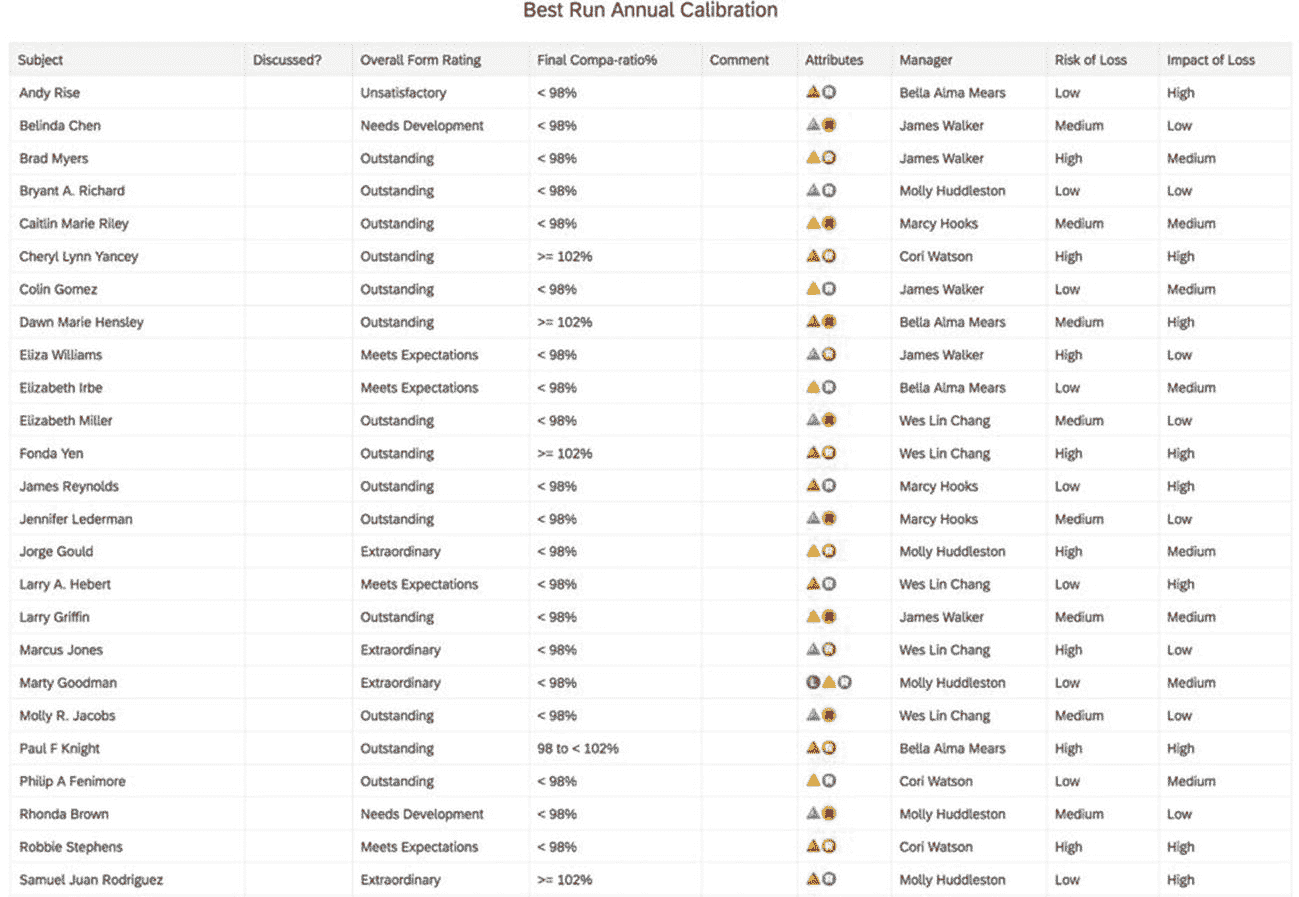 Best Run Annual Calibration
Subject Discussed? Overall Form Rating Final Compa-ratio% Comment Attributes Manager Risk of Loss Impact of Loss
Andy Rise Unsatisfactory < 98% Bella Alma Mears Low High
Belinda Chen Needs Development < 98% James Walker Medium Low
Brad Myers Outstanding < 98% James Walker High Medium
Bryant A. Richard Outstanding < 98% Molly Huddleston Low Low
Caitlin Marie Riley Outstanding < 98% Marcy Hooks Medium Medium
Cheryl Lynn Yancey Outstanding >= 102% Cori Watson High High
Colin Gomez Outstanding < 98% James Walker Low Medium
Dawn Marie Hensley Outstanding >= 102% Bella Alma Mears Medium High
Eliza Williams Meets Expectations < 98% James Walker High Low
Elizabeth Irbe Meets Expectations < 98% Bella Alma Mears Low Medium
Elizabeth Miller Outstanding < 98% Wes Lin Chang Medium Low
Fonda Yen Outstanding >= 102% Wes Lin Chang High High
James Reynolds Outstanding < 98% Marcy Hooks Low High
Jennifer Lederman Outstanding < 98% Marcy Hooks Medium Low
Jorge Gould Extraordinary < 98% Molly Huddleston High Medium
Larry A. Hebert Meets Expectations < 98% Wes Lin Chang Low High
Larry Griffin Outstanding < 98% James Walker Medium Medium
Marcus Jones Extraordinary < 98% Wes Lin Chang High Low
Marty Goodman Extraordinary < 98% Molly Huddleston Low Medium
Molly R. Jacobs Outstanding < 98% Wes Lin Chang Medium Low
Paul F Knight Outstanding 98 to < 102% Bella Alma Mears High High
Philip A Fenimore Outstanding < 98% Cori Watson Low Medium
Rhonda Brown Needs Development < 98% Molly Huddleston Medium Low
Robbie Stephens Meets Expectations < 98% Cori Watson High High
Samuel Juan Rodriguez Extraordinary >= 102% Molly Huddleston Low High